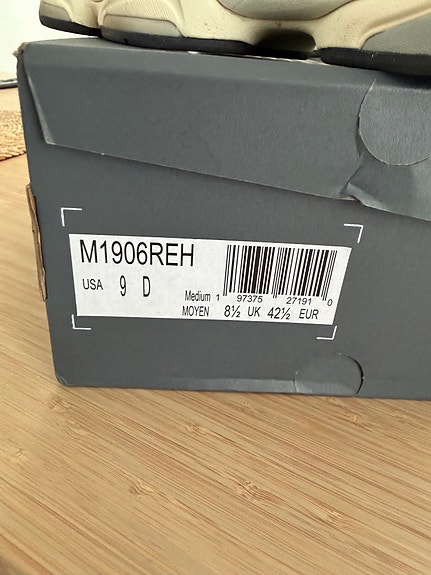 M1906REH
USA 9 D
Medium
MOYEN 8½ UK 42½ EUR
1 97375 27191 0